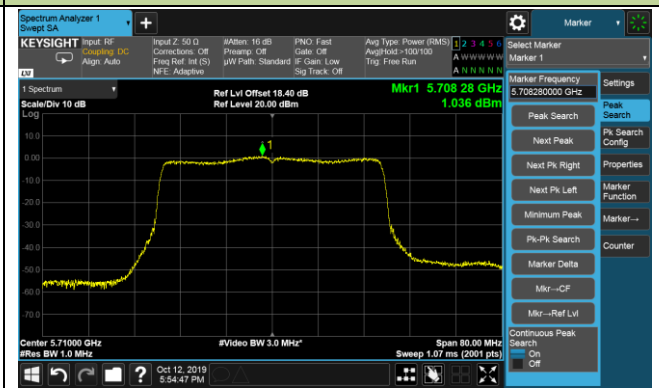 Spectrum Analyzer 1
Swept SA
+
Marker
KEYSIGHT
Input: RF
Coupling: DC
Align: Auto
Input Z: 50 Ω
Corrections: Off
Freq Ref: Int (S)
NFE: Adaptive
#Atten: 16 dB
Preamp: Off
µW Path: Standard
PNO: Fast
Gate: Off
IF Gain: Low
Sig Track: Off
Avg Type: Power (RMS)
Avg|Hold:>100/100
Trig: Free Run
1 2 3 4 5 6
A W W W W W
A N N N N N
Select Marker
Marker 1
LXI
1 Spectrum
Scale/Div 10 dB
Log
Ref Lvl Offset 18.40 dB
Ref Level 20.00 dBm
Mkr1 5.708 28 GHz
1.036 dBm
10.0
0.00
-10.0
-20.0
-30.0
-40.0
-50.0
-60.0
-70.0
1
Center 5.71000 GHz
#Res BW 1.0 MHz
#Video BW 3.0 MHz*
Span 80.00 MHz
Sweep 1.07 ms (2001 pts)
Marker Frequency
5.708280000 GHz
Peak Search
Next Peak
Next Pk Right
Next Pk Left
Minimum Peak
Pk-Pk Search
Marker Delta
Mkr→CF
Mkr→Ref Lvl
Continuous Peak
Search
On
Off
Settings
Peak
Search
Pk Search
Config
Properties
Marker
Function
Marker→
Counter
?
Oct 12, 2019
5:54:47 PM